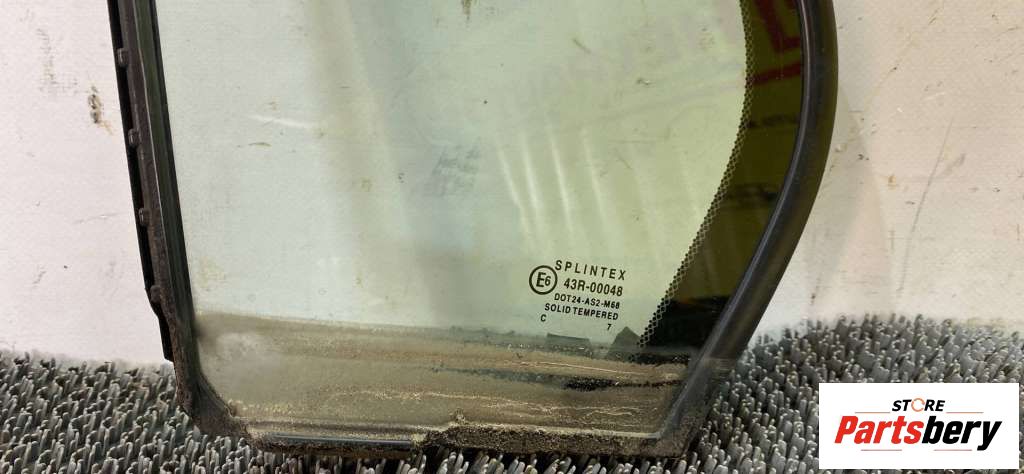 SPLINTEX
E6 43R-00048
DOT24-AS2-M68
SOLID TEMPERED
C 7
STORE
Partsbery